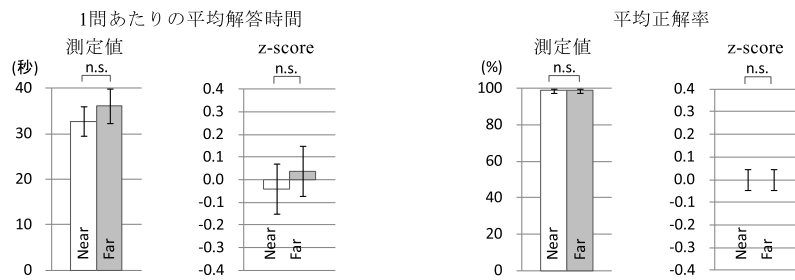 1問あたりの平均解答時間
測定値
z-score
(秒)
n.s.
n.s.
40
30
20
10
0
Near
Far
0.4
0.3
0.2
0.1
0.0
-0.1
-0.2
-0.3
-0.4
Near
Far
平均正解率
測定値
z-score
(%)
n.s.
n.s.
100
80
60
40
20
0
Near
Far
0.4
0.3
0.2
0.1
0.0
-0.1
-0.2
-0.3
-0.4
Near
Far